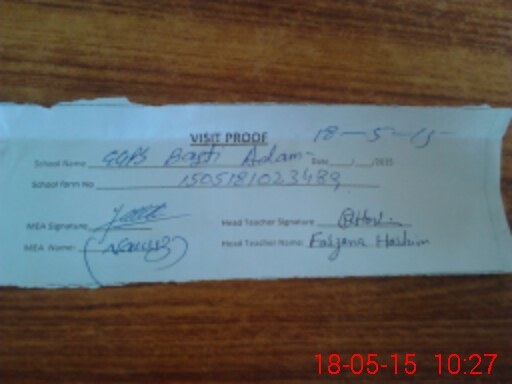 VISIT PROOF
18-5-15
School Name GGPS Basti Adam Date / /2015
School Form No 1505181023489
MEA Signature Head Teacher Signature
MEA Name: Head Teacher Name: Farzana Hashim
18-05-15 10:27